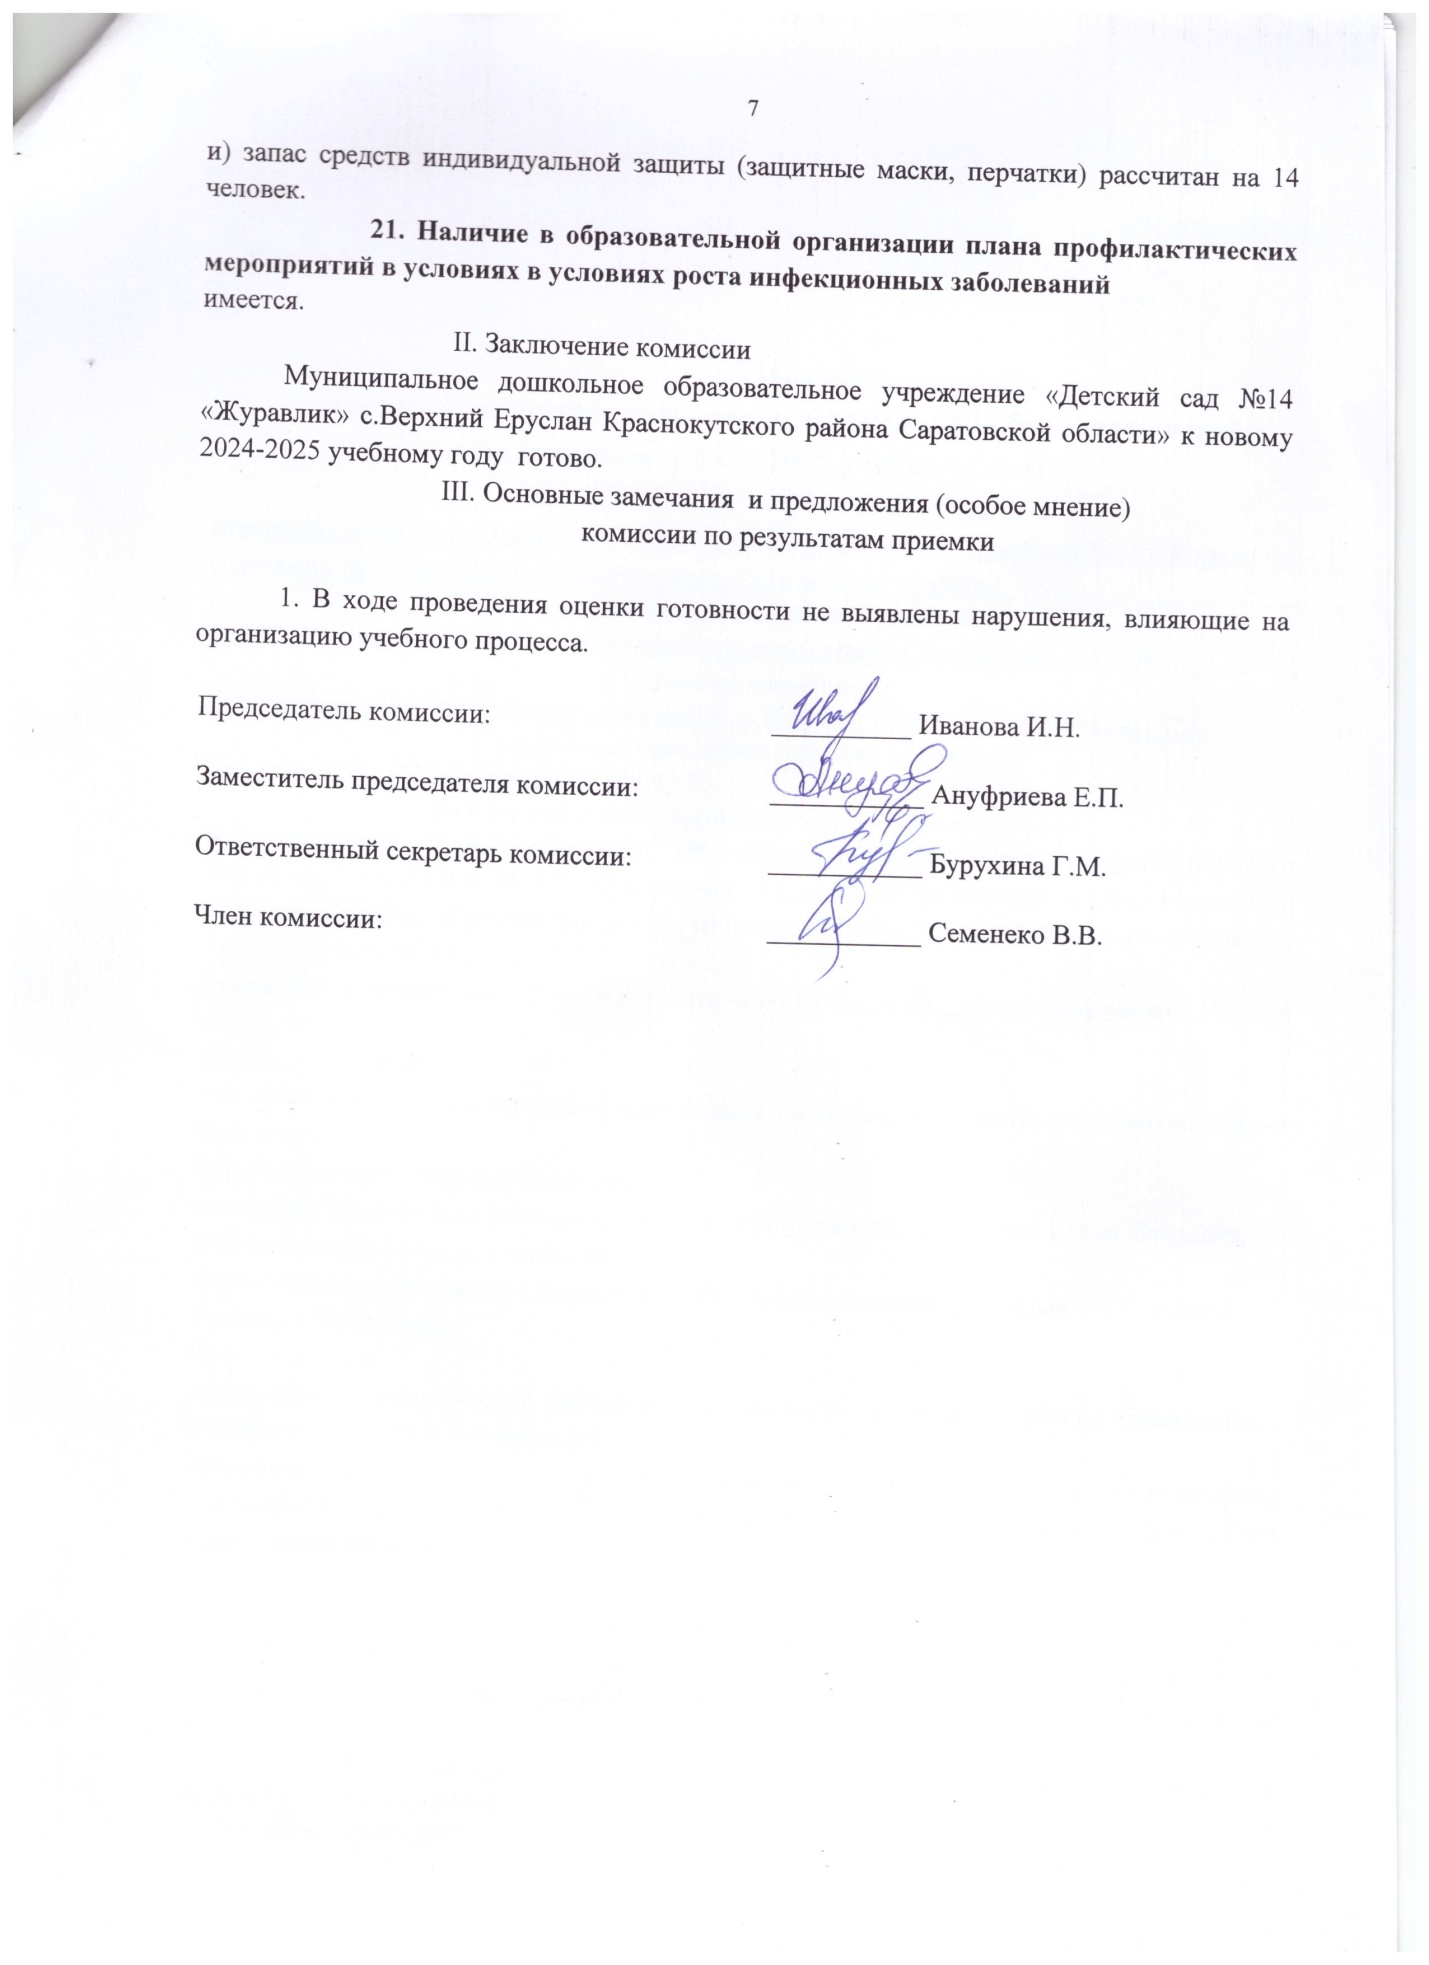 7
и) запас средств индивидуальной защиты (защитные маски, перчатки) рассчитан на 14
человек.
21. Наличие в образовательной организации плана профилактических
мероприятий в условиях в условиях роста инфекционных заболеваний
имеется.
II. Заключение комиссии
Муниципальное дошкольное образовательное учреждение «Детский сад №14
«Журавлик» с.Верхний Еруслан Краснокутского района Саратовской области» к новому
2024-2025 учебному году готово.
III. Основные замечания и предложения (особое мнение)
комиссии по результатам приемки
1. В ходе проведения оценки готовности не выявлены нарушения, влияющие на
организацию учебного процесса.
Председатель комиссии: Иванова И.Н.
Заместитель председателя комиссии: Ануфриева Е.П.
Ответственный секретарь комиссии: Бурухина Г.М.
Член комиссии: Семенеко В.В.